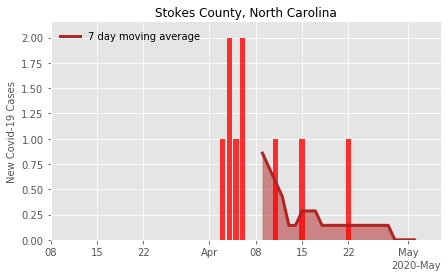 Stokes County, North Carolina
7 day moving average
New Covid-19 Cases
2.00
1.75
1.50
1.25
1.00
0.75
0.50
0.25
0.00
08 15 22 Apr 08 15 22 May
2020-May